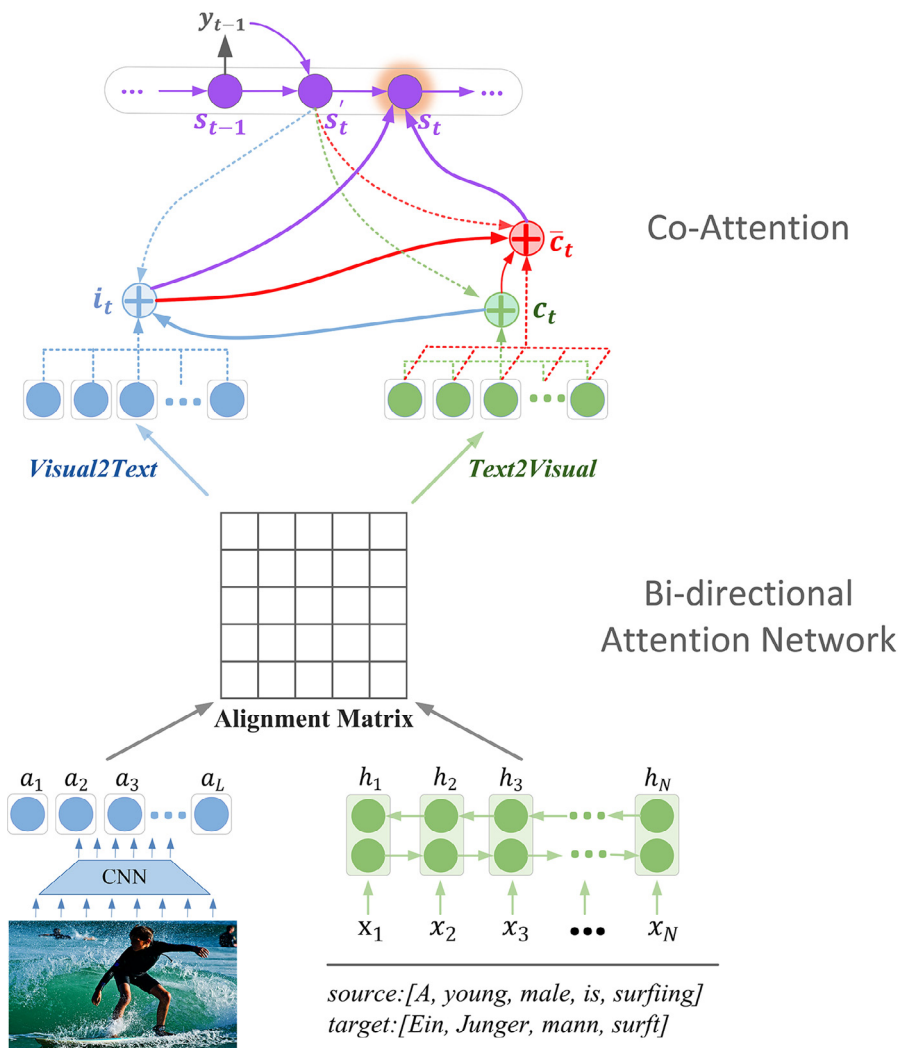 y_{t−1}
... ...
s_{t−1} s_t' s_t
Co-Attention
c̄_t
i_t
c_t
...
...
Visual2Text
Text2Visual
Bi-directional
Attention Network
Alignment Matrix
a_1 a_2 a_3 a_L
h_1 h_2 h_3 h_N
...
...
...
CNN
x_1 x_2 x_3 ... x_N
source:[A, young, male, is, surfiing]
target:[Ein, Junger, mann, surft]